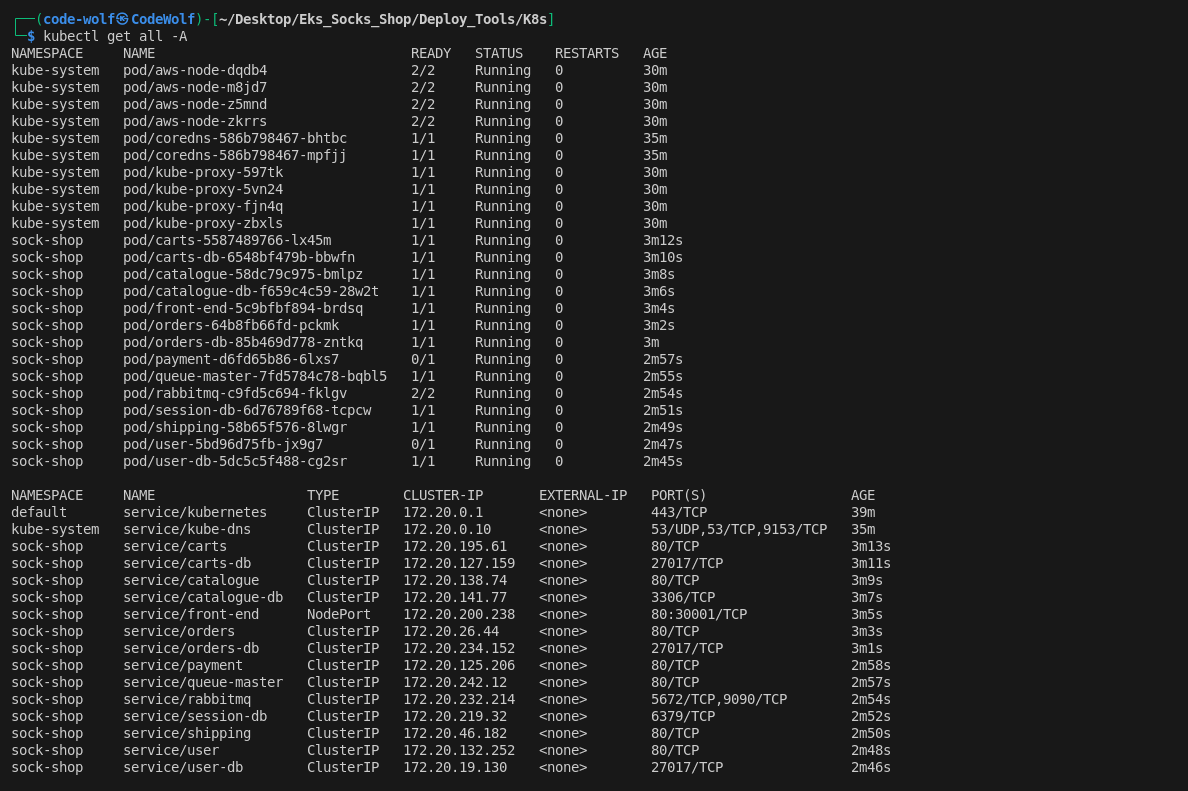 ┌──(code-wolf㉿CodeWolf)-[~/Desktop/Eks_Socks_Shop/Deploy_Tools/K8s]
└─$ kubectl get all -A
NAMESPACE     NAME                                READY   STATUS    RESTARTS   AGE
kube-system   pod/aws-node-dqdb4                  2/2     Running   0          30m
kube-system   pod/aws-node-m8jd7                  2/2     Running   0          30m
kube-system   pod/aws-node-z5mnd                  2/2     Running   0          30m
kube-system   pod/aws-node-zkrrs                  2/2     Running   0          30m
kube-system   pod/coredns-586b798467-bhtbc        1/1     Running   0          35m
kube-system   pod/coredns-586b798467-mpfjj        1/1     Running   0          35m
kube-system   pod/kube-proxy-597tk                1/1     Running   0          30m
kube-system   pod/kube-proxy-5vn24                1/1     Running   0          30m
kube-system   pod/kube-proxy-fjn4q                1/1     Running   0          30m
kube-system   pod/kube-proxy-zbxls                1/1     Running   0          30m
sock-shop     pod/carts-5587489766-lx45m          1/1     Running   0          3m12s
sock-shop     pod/carts-db-6548bf479b-bbwfn       1/1     Running   0          3m10s
sock-shop     pod/catalogue-58dc79c975-bmlpz      1/1     Running   0          3m8s
sock-shop     pod/catalogue-db-f659c4c59-28w2t    1/1     Running   0          3m6s
sock-shop     pod/front-end-5c9bfbf894-brdsq      1/1     Running   0          3m4s
sock-shop     pod/orders-64b8fb66fd-pckmk         1/1     Running   0          3m2s
sock-shop     pod/orders-db-85b469d778-zntkq      1/1     Running   0          3m
sock-shop     pod/payment-d6fd65b86-6lxs7         0/1     Running   0          2m57s
sock-shop     pod/queue-master-7fd5784c78-bqbl5   1/1     Running   0          2m55s
sock-shop     pod/rabbitmq-c9fd5c694-fklgv        2/2     Running   0          2m54s
sock-shop     pod/session-db-6d76789f68-tcpcw     1/1     Running   0          2m51s
sock-shop     pod/shipping-58b65f576-8lwgr        1/1     Running   0          2m49s
sock-shop     pod/user-5bd96d75fb-jx9g7           0/1     Running   0          2m47s
sock-shop     pod/user-db-5dc5c5f488-cg2sr        1/1     Running   0          2m45s

NAMESPACE     NAME                   TYPE        CLUSTER-IP       EXTERNAL-IP   PORT(S)                  AGE
default       service/kubernetes     ClusterIP   172.20.0.1       <none>        443/TCP                  39m
kube-system   service/kube-dns       ClusterIP   172.20.0.10      <none>        53/UDP,53/TCP,9153/TCP   35m
sock-shop     service/carts          ClusterIP   172.20.195.61    <none>        80/TCP                   3m13s
sock-shop     service/carts-db       ClusterIP   172.20.127.159   <none>        27017/TCP                3m11s
sock-shop     service/catalogue      ClusterIP   172.20.138.74    <none>        80/TCP                   3m9s
sock-shop     service/catalogue-db   ClusterIP   172.20.141.77    <none>        3306/TCP                 3m7s
sock-shop     service/front-end      NodePort    172.20.200.238   <none>        80:30001/TCP             3m5s
sock-shop     service/orders         ClusterIP   172.20.26.44     <none>        80/TCP                   3m3s
sock-shop     service/orders-db      ClusterIP   172.20.234.152   <none>        27017/TCP                3m1s
sock-shop     service/payment        ClusterIP   172.20.125.206   <none>        80/TCP                   2m58s
sock-shop     service/queue-master   ClusterIP   172.20.242.12    <none>        80/TCP                   2m57s
sock-shop     service/rabbitmq       ClusterIP   172.20.232.214   <none>        5672/TCP,9090/TCP        2m54s
sock-shop     service/session-db     ClusterIP   172.20.219.32    <none>        6379/TCP                 2m52s
sock-shop     service/shipping       ClusterIP   172.20.46.182    <none>        80/TCP                   2m50s
sock-shop     service/user           ClusterIP   172.20.132.252   <none>        80/TCP                   2m48s
sock-shop     service/user-db        ClusterIP   172.20.19.130    <none>        27017/TCP                2m46s